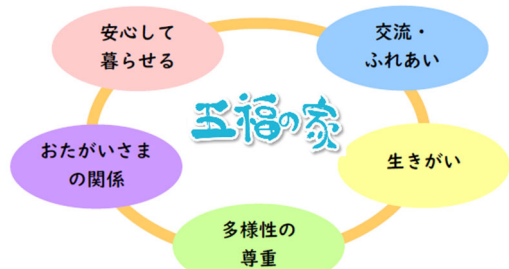 安心して
暮らせる
交流・
ふれあい
五福の家
おたがいさま
の関係
生きがい
多様性の
尊重